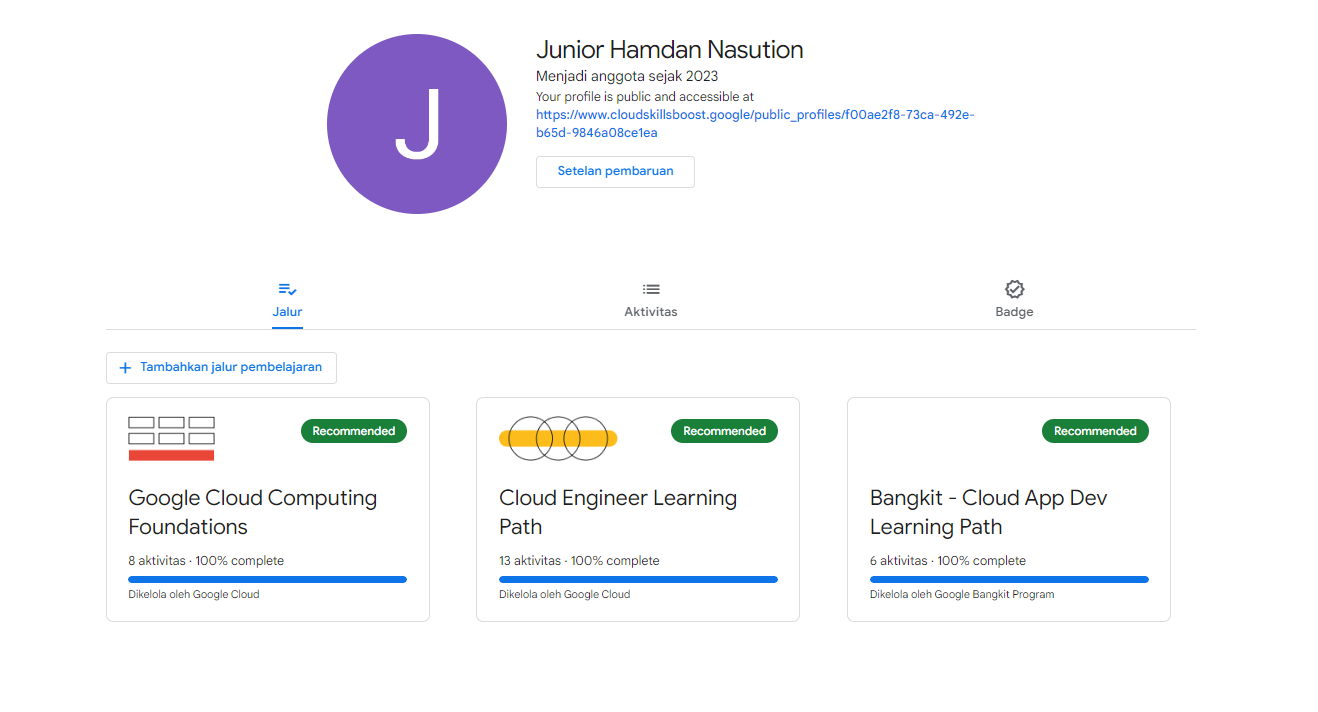 J
Junior Hamdan Nasution
Menjadi anggota sejak 2023
Your profile is public and accessible at
https://www.cloudskillsboost.google/public_profiles/f00ae2f8-73ca-492e-
b65d-9846a08ce1ea
Setelan pembaruan
Jalur
Aktivitas
Badge
+ Tambahkan jalur pembelajaran
Recommended
Google Cloud Computing
Foundations
8 aktivitas · 100% complete
Dikelola oleh Google Cloud
Recommended
Cloud Engineer Learning
Path
13 aktivitas · 100% complete
Dikelola oleh Google Cloud
Recommended
Bangkit - Cloud App Dev
Learning Path
6 aktivitas · 100% complete
Dikelola oleh Google Bangkit Program